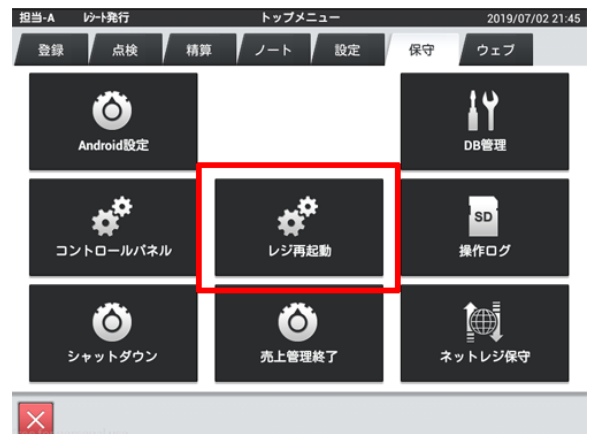 担当-A ﾚｼｰﾄ発行 トップメニュー 2019/07/02 21:45
登録 点検 精算 ノート 設定 保守 ウェブ
Android設定 DB管理
SD
コントロールパネル レジ再起動 操作ログ
シャットダウン 売上管理終了 ネットレジ保守